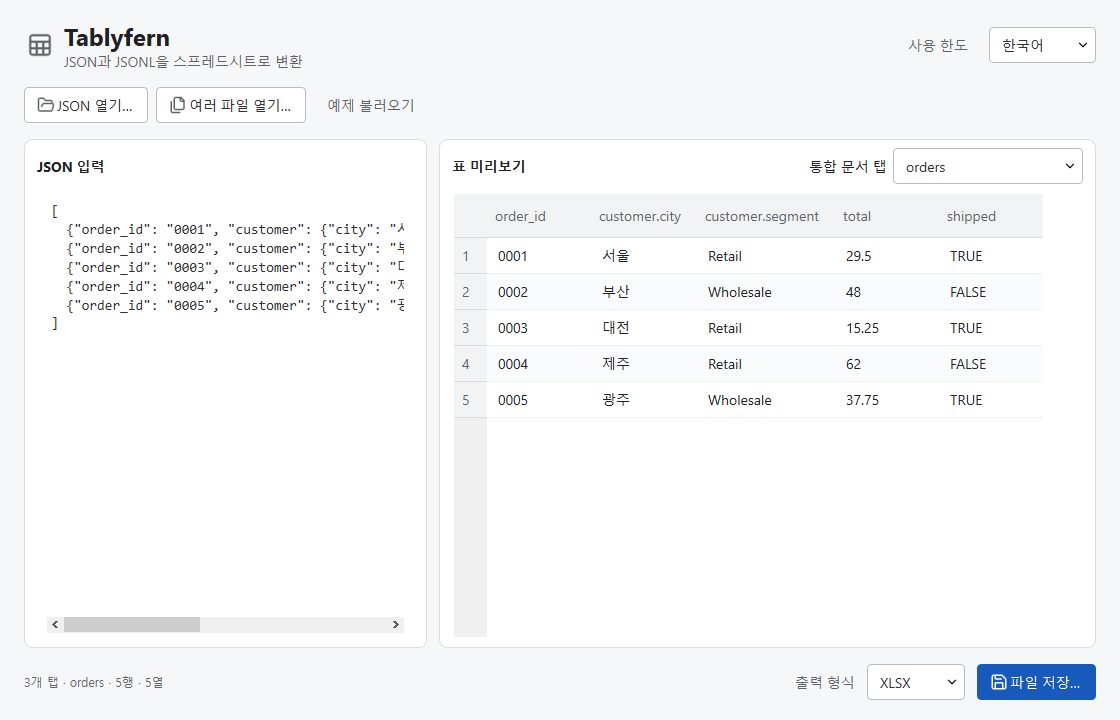 Tablyfern
JSON과 JSONL을 스프레드시트로 변환
사용 한도
한국어
JSON 열기...
여러 파일 열기...
예제 불러오기
JSON 입력
[
{"order_id": "0001", "customer": {"city": "
{"order_id": "0002", "customer": {"city": "
{"order_id": "0003", "customer": {"city": "
{"order_id": "0004", "customer": {"city": "
{"order_id": "0005", "customer": {"city": "
]
표 미리보기
통합 문서 탭
orders
order_id customer.city customer.segment total shipped
1 0001 서울 Retail 29.5 TRUE
2 0002 부산 Wholesale 48 FALSE
3 0003 대전 Retail 15.25 TRUE
4 0004 제주 Retail 62 FALSE
5 0005 광주 Wholesale 37.75 TRUE
3개 탭 · orders · 5행 · 5열
출력 형식
XLSX
파일 저장...